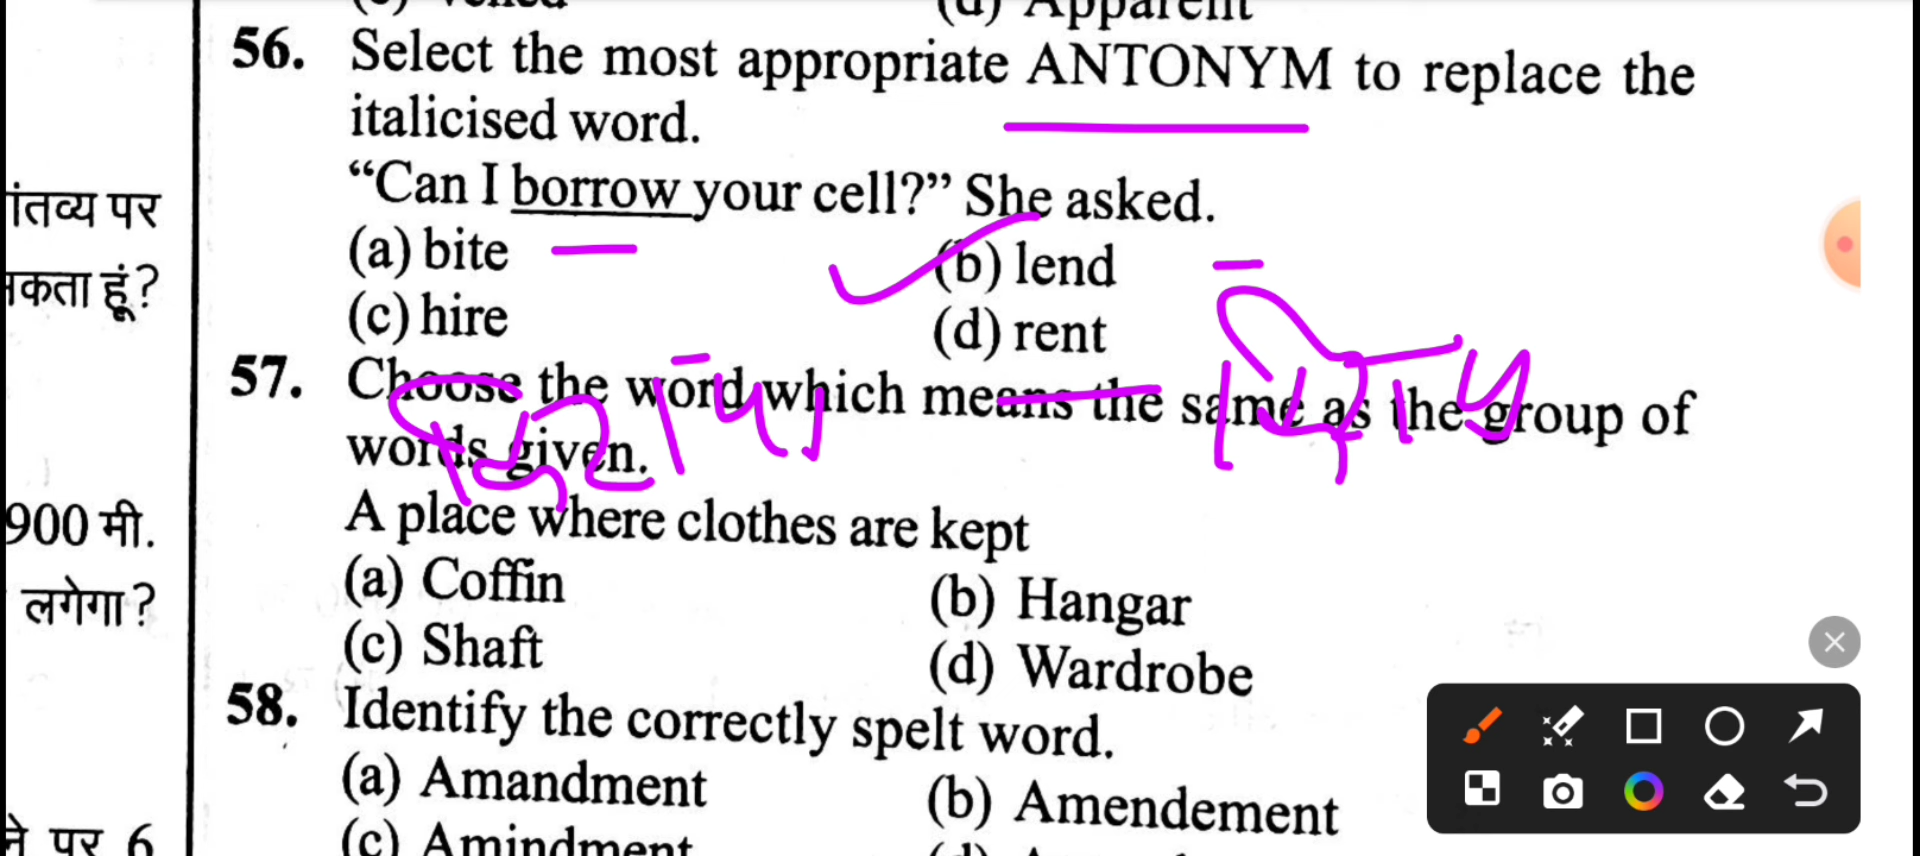 56. Select the most appropriate ANTONYM to replace the
italicised word.
“Can I borrow your cell?” She asked.
(a) bite (b) lend
(c) hire (d) rent
57. Choose the word which means the same as the group of
words given.
A place where clothes are kept
(a) Coffin (b) Hangar
(c) Shaft (d) Wardrobe
58. Identify the correctly spelt word.
(a) Amandment (b) Amendement
(c) Amindment
पर
हूं?
900 मी.
लगेगा?
पर 6